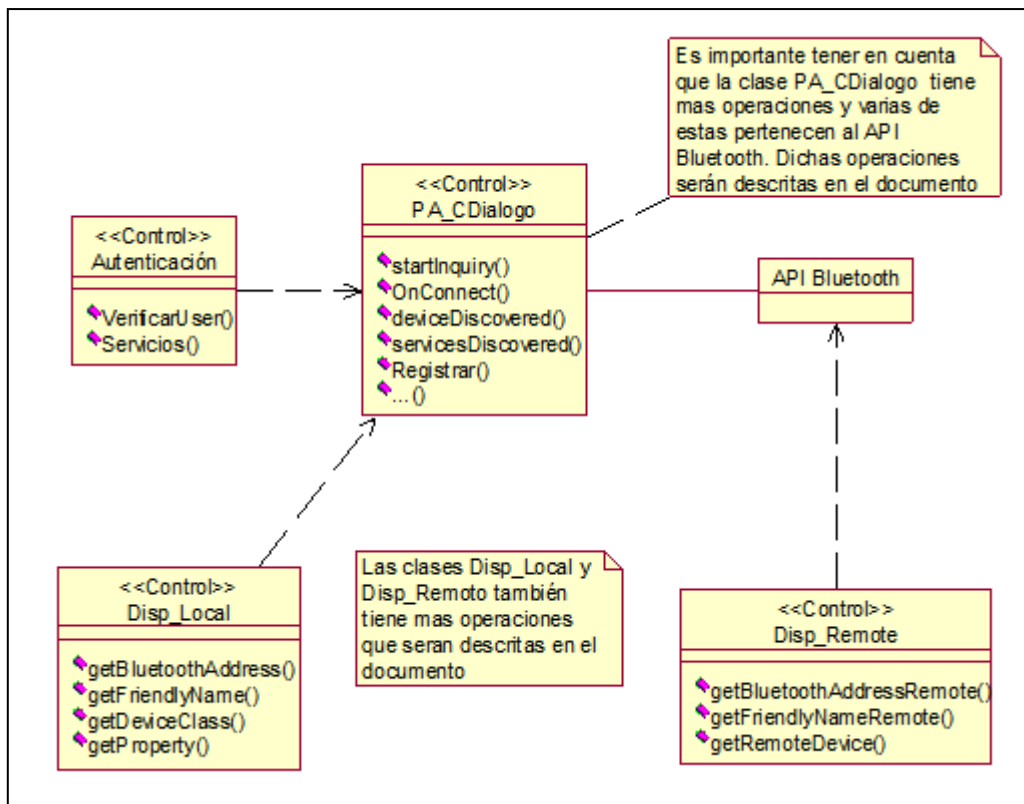 Es importante tener en cuenta
que la clase PA_CDialogo tiene
mas operaciones y varias de
estas pertenecen al API
Bluetooth. Dichas operaciones
serán descritas en el documento
<<Control>>
PA_CDialogo
startInquiry()
OnConnect()
deviceDiscovered()
servicesDiscovered()
Registrar()
...()
<<Control>>
Autenticación
VerificarUser()
Servicios()
API Bluetooth
<<Control>>
Disp_Local
getBluetoothAddress()
getFriendlyName()
getDeviceClass()
getProperty()
Las clases Disp_Local y
Disp_Remoto también
tiene mas operaciones
que seran descritas en el
documento
<<Control>>
Disp_Remote
getBluetoothAddressRemote()
getFriendlyNameRemote()
getRemoteDevice()